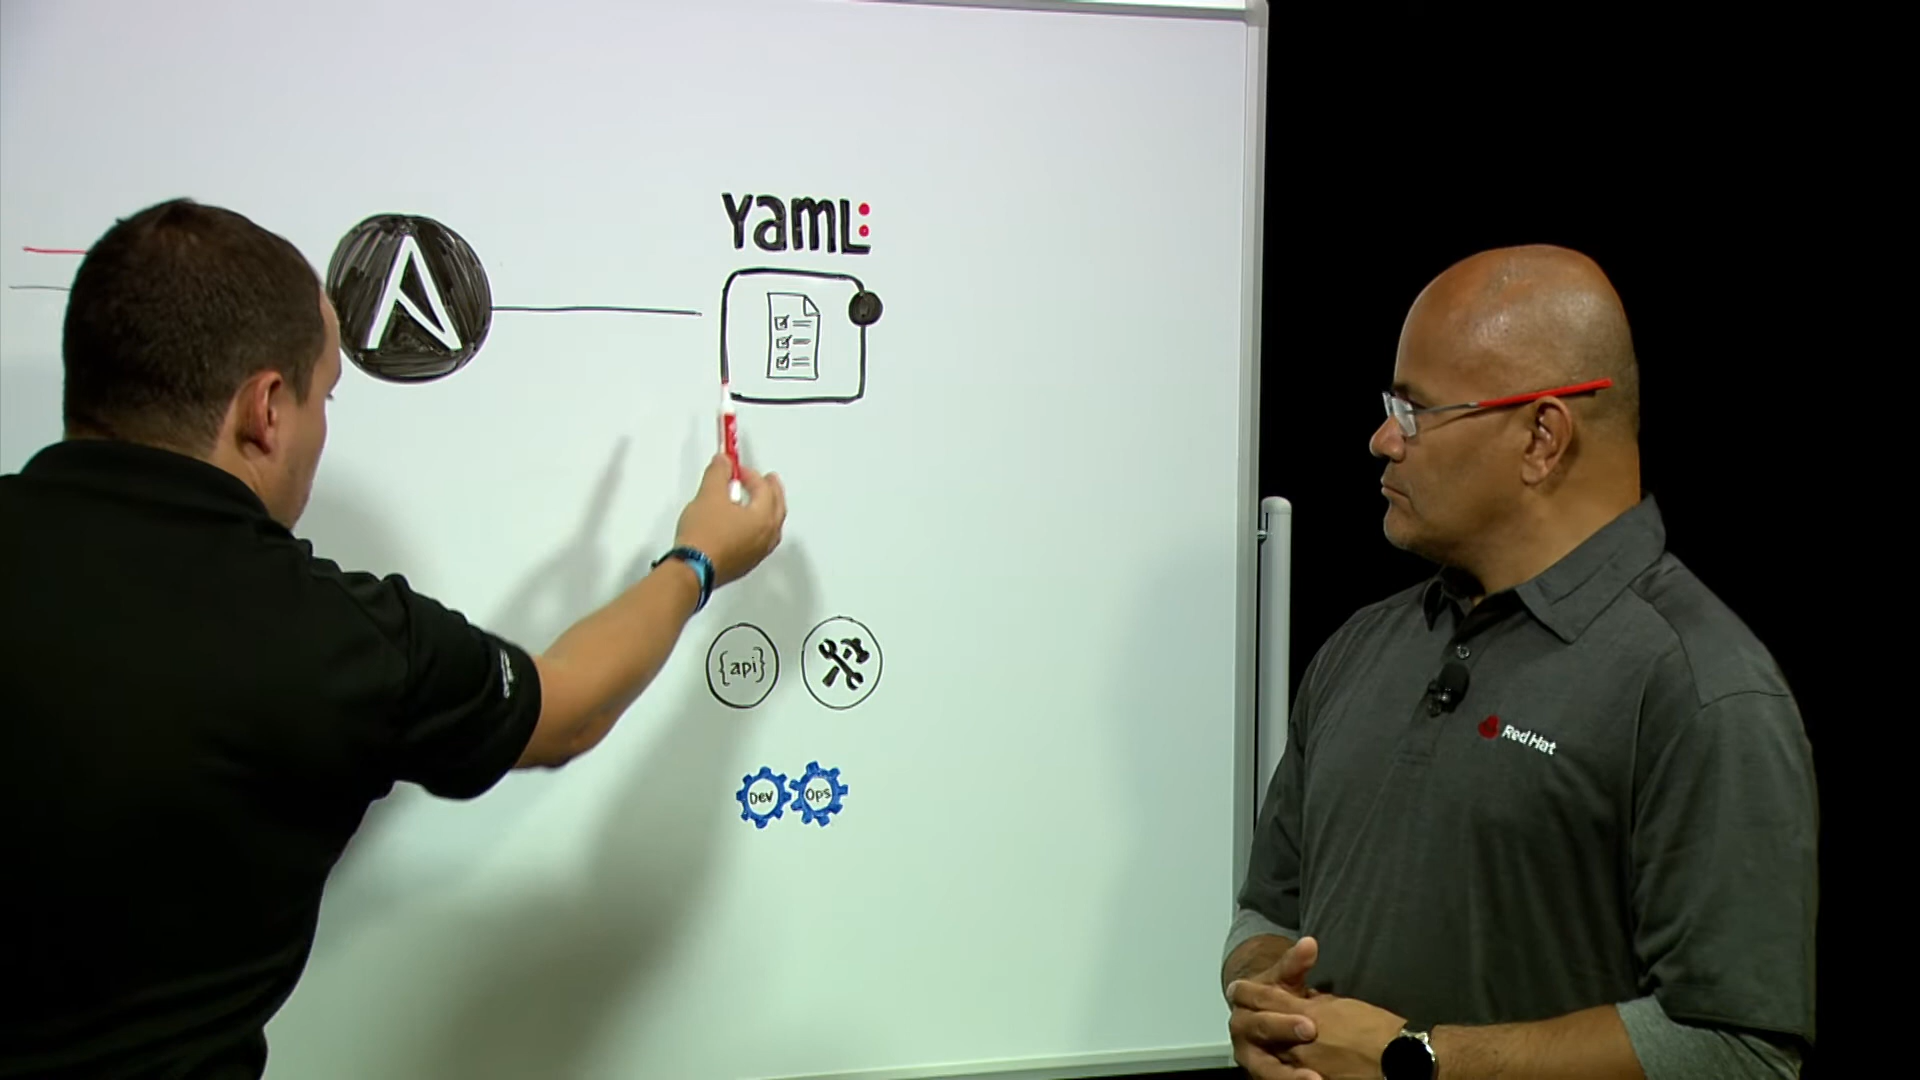 YamL:
{api}
Dev Ops
Red Hat